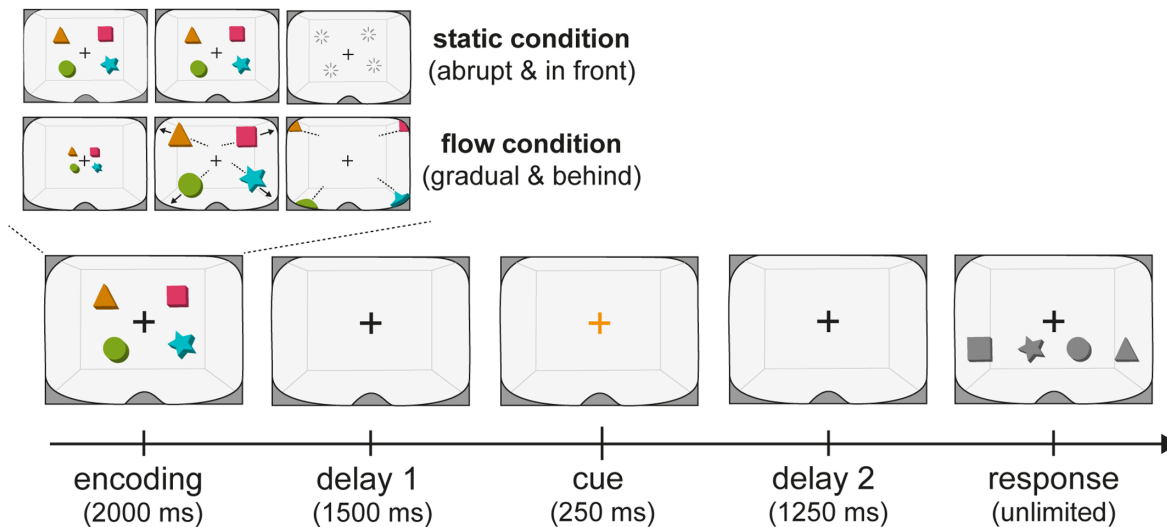 static condition
(abrupt & in front)
flow condition
(gradual & behind)
encoding
(2000 ms)
delay 1
(1500 ms)
cue
(250 ms)
delay 2
(1250 ms)
response
(unlimited)